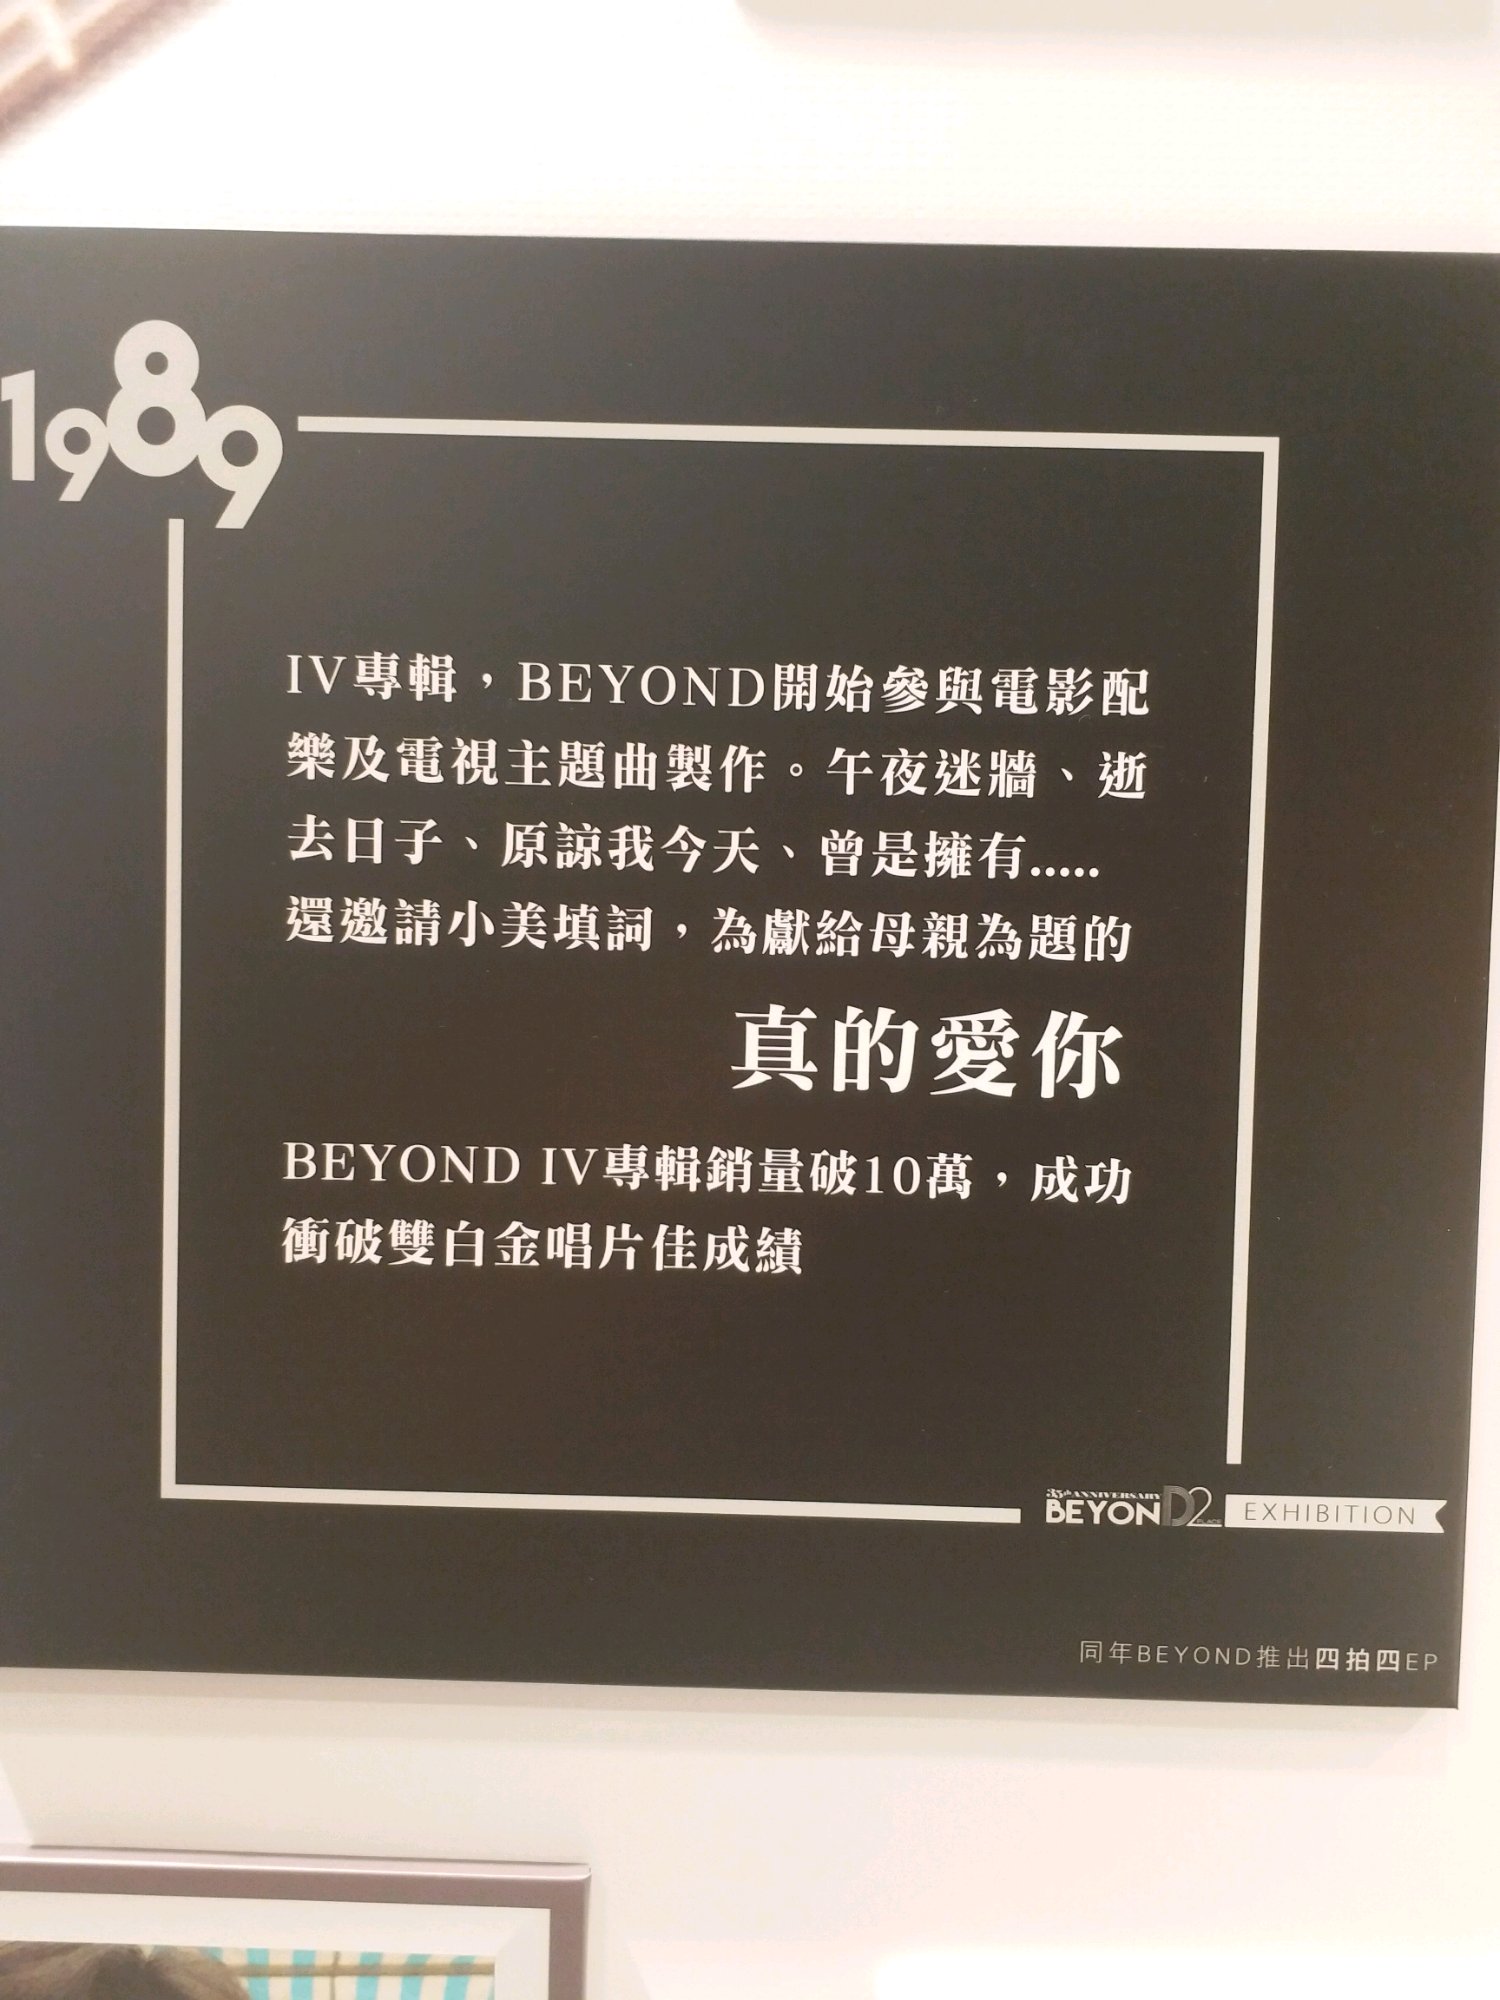 1989
IV專輯，BEYOND開始參與電影配
樂及電視主題曲製作。午夜迷牆、逝
去日子、原諒我今天、曾是擁有.....
還邀請小美填詞，為獻給母親為題的
真的愛你
BEYOND IV專輯銷量破10萬，成功
衝破雙白金唱片佳成績
35th ANNIVERSARY
BEYOND2 PLACE EXHIBITION
同年BEYOND推出四拍四EP